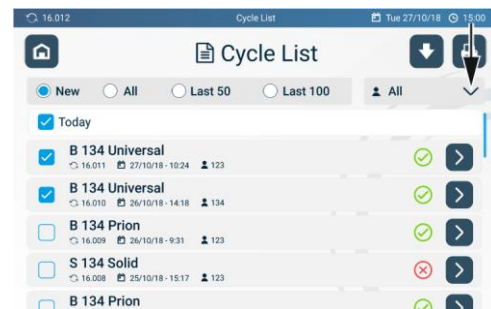 16.012 Cycle List Tue 27/10/18 15:00
Cycle List
New All Last 50 Last 100 All
Today
B 134 Universal
16.011 27/10/18 - 10:24 123
B 134 Universal
16.010 26/10/18 - 14:18 134
B 134 Prion
16.009 26/10/18 - 9:31 123
S 134 Solid
16.008 25/10/18 - 15:17 123
B 134 Prion